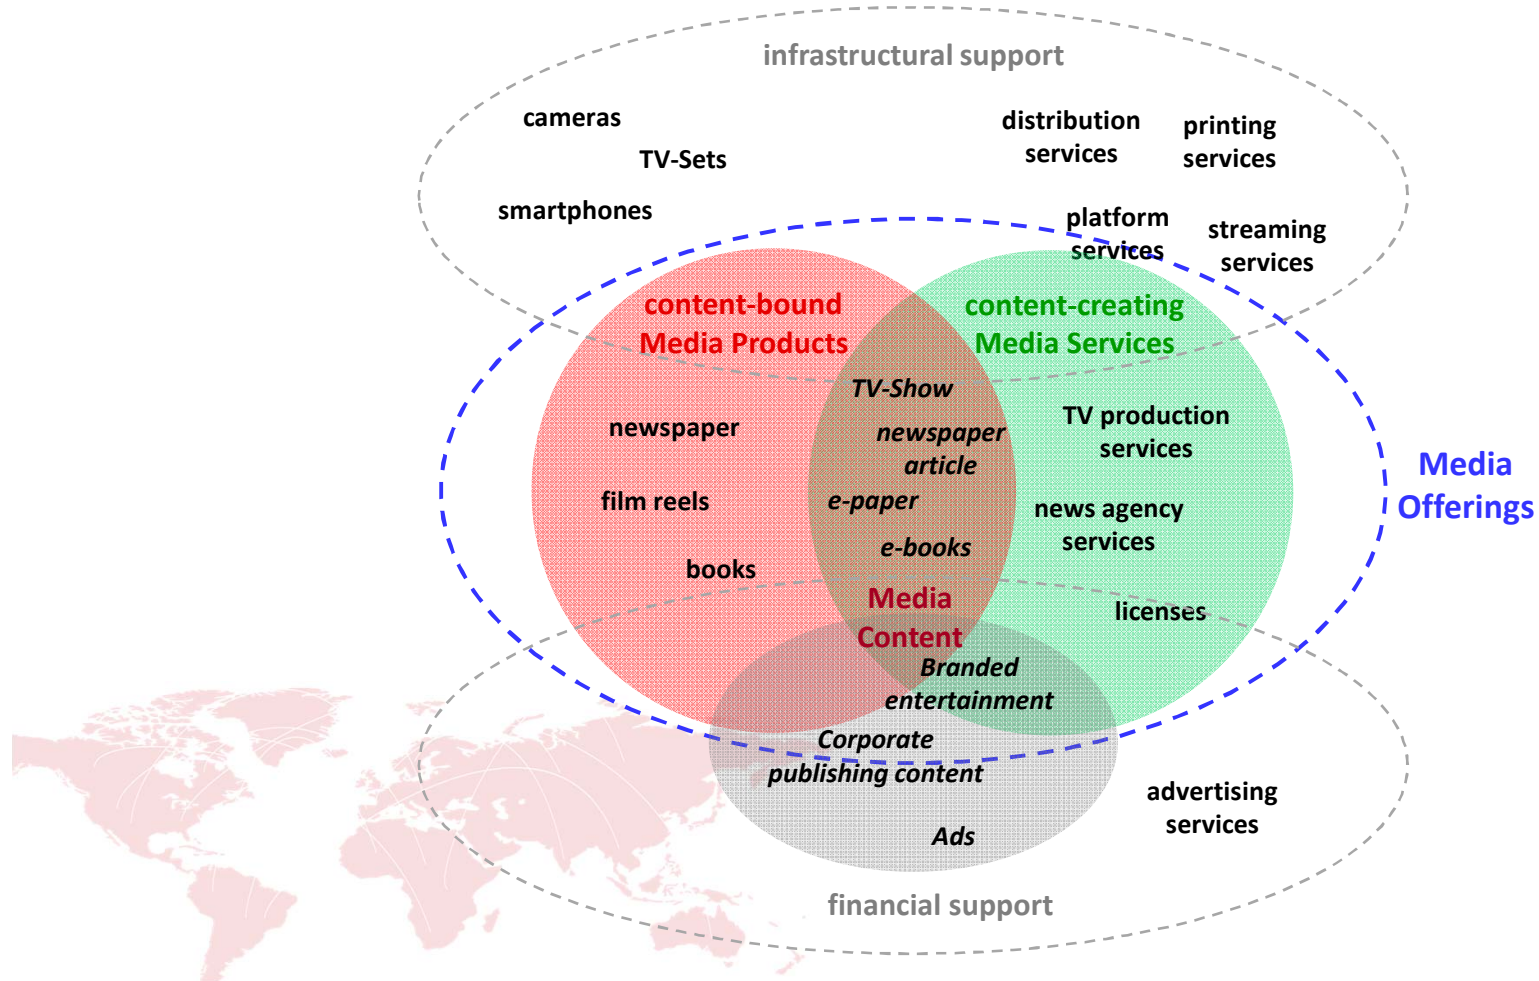 infrastructural support
cameras
TV-Sets
smartphones
distribution
services
printing
services
platform
services
streaming
services
content-bound
Media Products
content-creating
Media Services
TV-Show
newspaper
article
e-paper
e-books
newspaper
film reels
books
TV production
services
news agency
services
licenses
Media
Offerings
Media
Content
Branded
entertainment
Corporate
publishing content
Ads
advertising
services
financial support